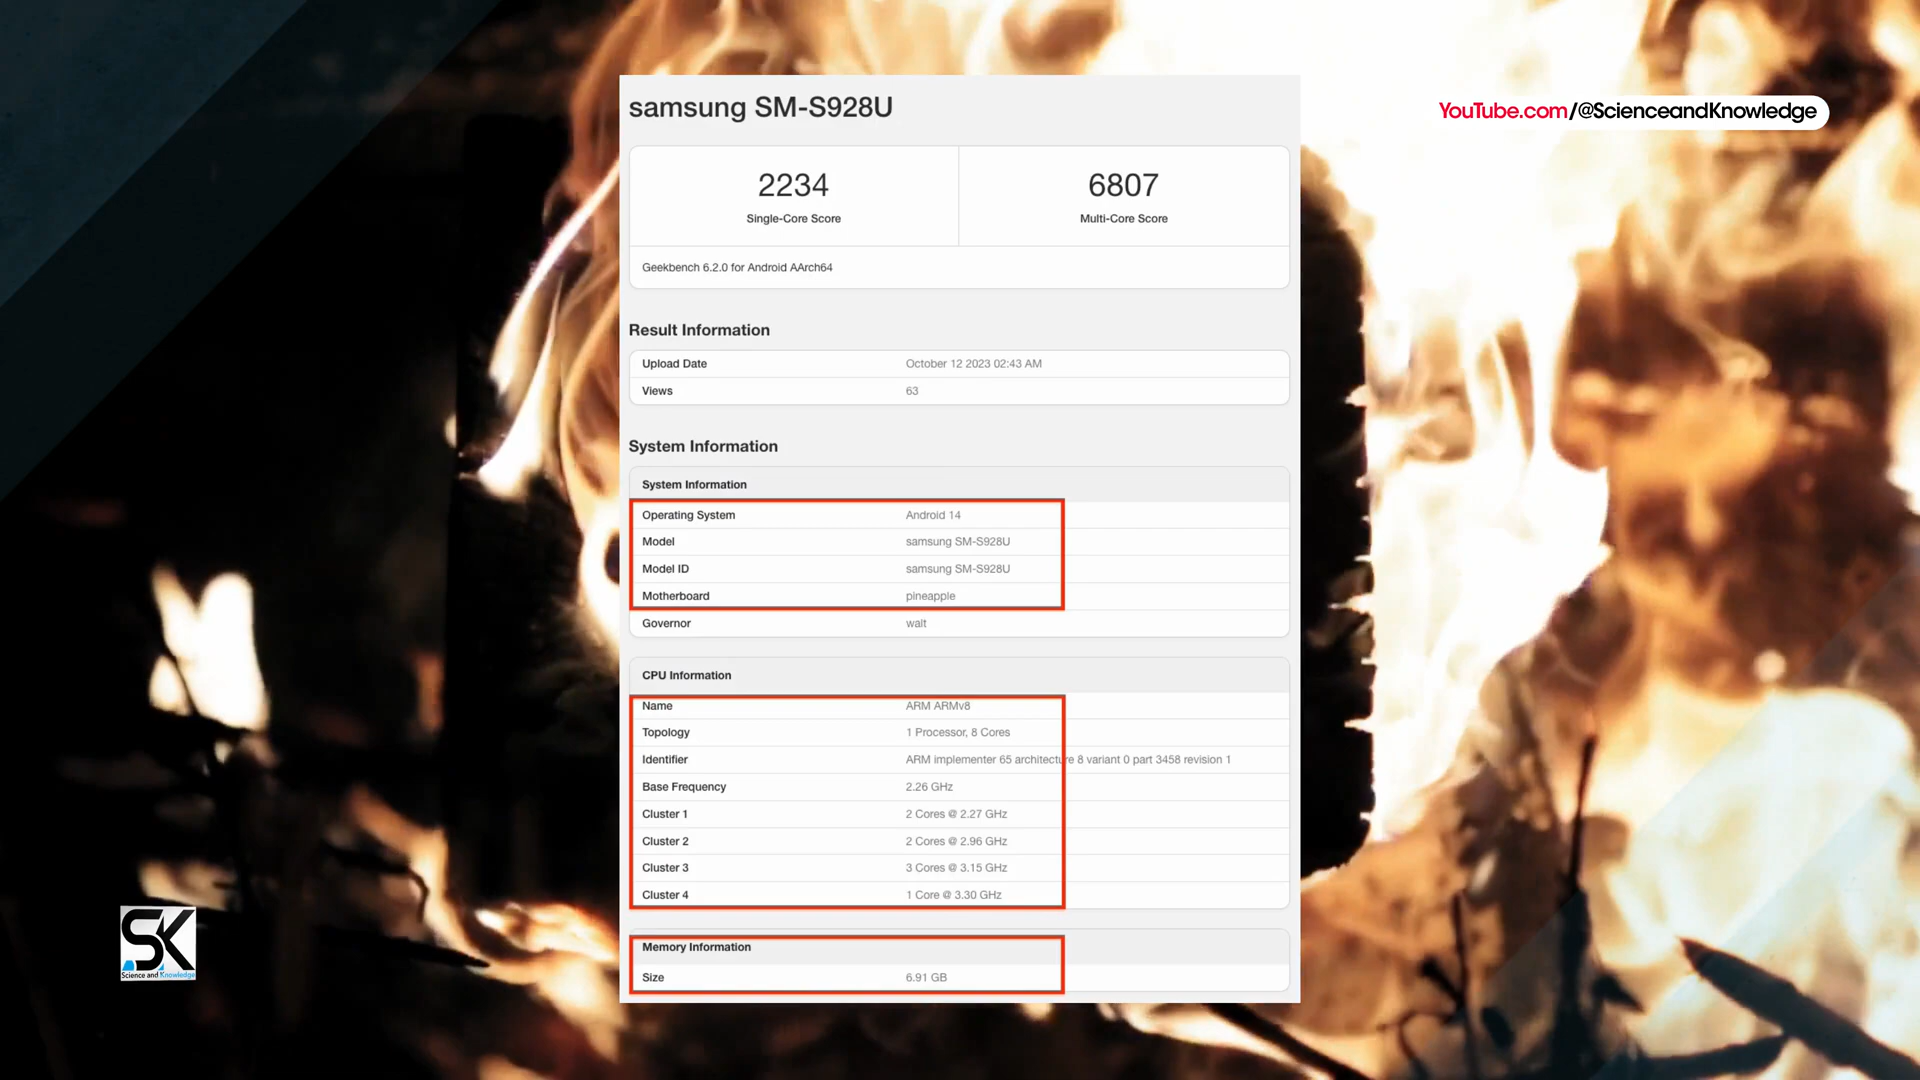 samsung SM-S928U
YouTube.com/@ScienceandKnowledge
2234
6807
Single-Core Score
Multi-Core Score
Geekbench 6.2.0 for Android AArch64
Result Information
Upload Date October 12 2023 02:43 AM
Views 63
System Information
System Information
Operating System Android 14
Model samsung SM-S928U
Model ID samsung SM-S928U
Motherboard pineapple
Governor walt
CPU Information
Name ARM ARMv8
Topology 1 Processor, 8 Cores
Identifier ARM implementer 65 architecture 8 variant 0 part 3458 revision 1
Base Frequency 2.26 GHz
Cluster 1 2 Cores @ 2.27 GHz
Cluster 2 2 Cores @ 2.96 GHz
Cluster 3 3 Cores @ 3.15 GHz
Cluster 4 1 Core @ 3.30 GHz
Memory Information
Size 6.91 GB
SK
Science and Knowledge